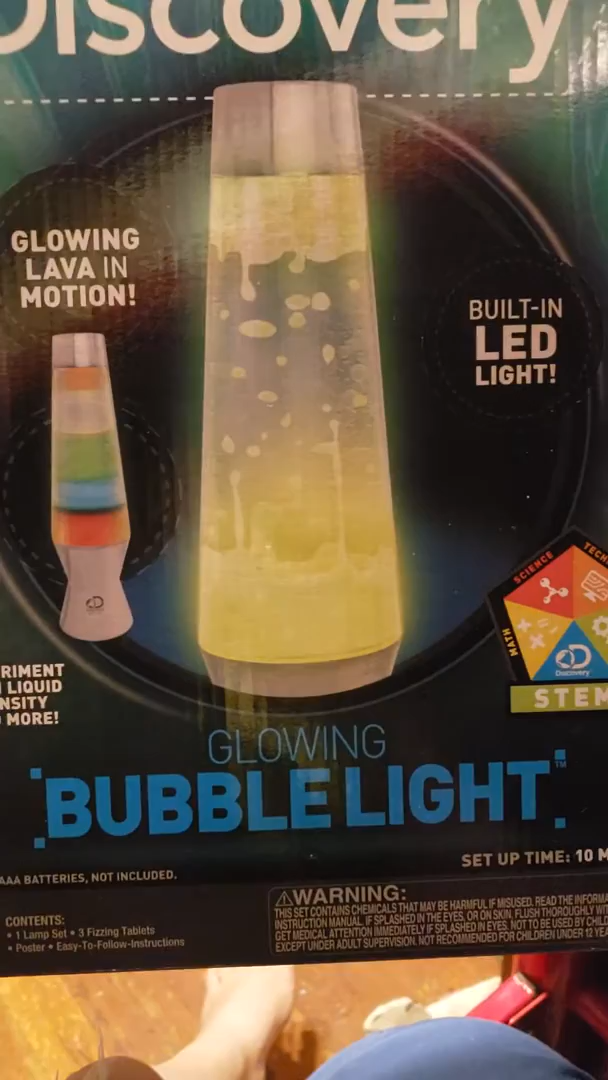 Discovery
GLOWING
LAVA IN
MOTION!
BUILT-IN
LED
LIGHT!
SCIENCE
TECH
MATH
Discovery
STEM
RIMENT
LIQUID
NSITY
MORE!
GLOWING
BUBBLE LIGHT™
AAA BATTERIES, NOT INCLUDED.
SET UP TIME: 10 M
CONTENTS:
• 1 Lamp Set • 3 Fizzing Tablets
• Poster • Easy-To-Follow-Instructions
⚠WARNING:
THIS SET CONTAINS CHEMICALS THAT MAY BE HARMFUL IF MISUSED. READ THE INFORMA
INSTRUCTION MANUAL. IF SPLASHED IN THE EYES, OR ON SKIN, FLUSH THOROUGHLY WI
GET MEDICAL ATTENTION IMMEDIATELY IF SPLASHED IN EYES. NOT TO BE USED BY CHIL
EXCEPT UNDER ADULT SUPERVISION. NOT RECOMMENDED FOR CHILDREN UNDER 12 YEA